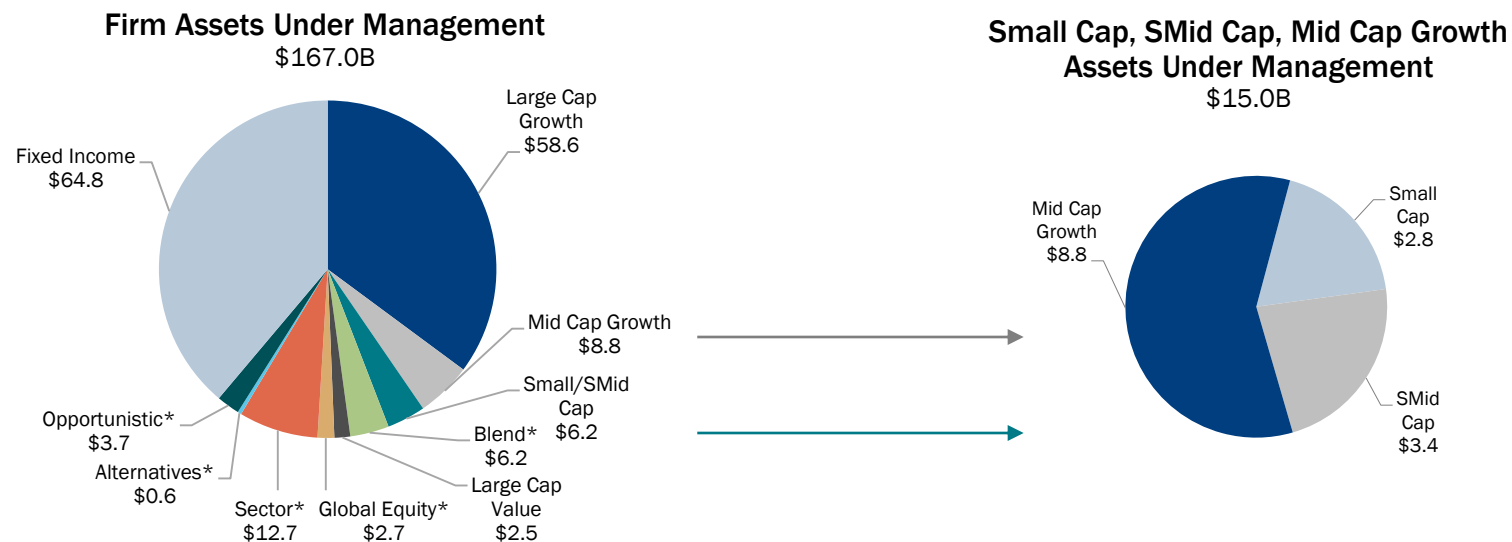 Firm Assets Under Management
$167.0B
Large Cap
Growth
$58.6
Fixed Income
$64.8
Mid Cap Growth
$8.8
Small/SMid
Cap
$6.2
Blend*
$6.2
Large Cap
Value
$2.5
Global Equity*
$2.7
Sector*
$12.7
Alternatives*
$0.6
Opportunistic*
$3.7
Small Cap, SMid Cap, Mid Cap Growth
Assets Under Management
$15.0B
Mid Cap
Growth
$8.8
Small
Cap
$2.8
SMid
Cap
$3.4